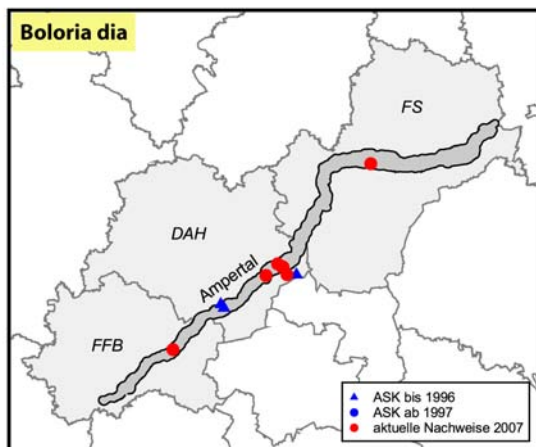 Boloria dia
FS
DAH
Ampertal
FFB
ASK bis 1996
ASK ab 1997
aktuelle Nachweise 2007